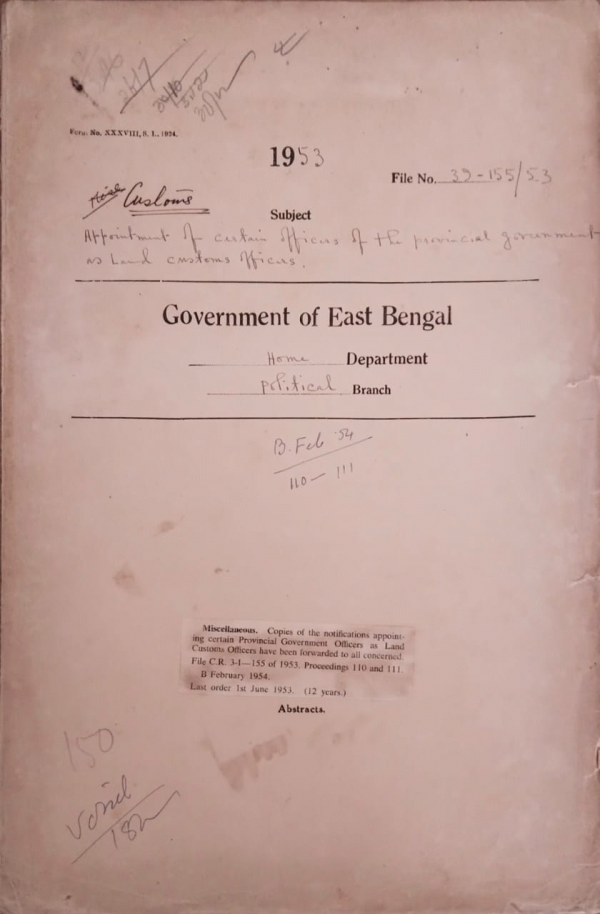 Form. No. XXXVIII, S. I., 1934.
1953
File No. 39-155/53
Customs
Subject
Appointment of certain officers of the provincial government
as Land customs officers.
Government of East Bengal
Home Department
Political Branch
B. Feb '54
110 — 111
Miscellaneous. Copies of the notifications appoint-
ing certain Provincial Government Officers as Land
Customs Officers have been forwarded to all concerned.
File C.R. 3-I—155 of 1953. Proceedings 110 and 111
B February 1954.
Last order 1st June 1953. (12 years.)
Abstracts.
150